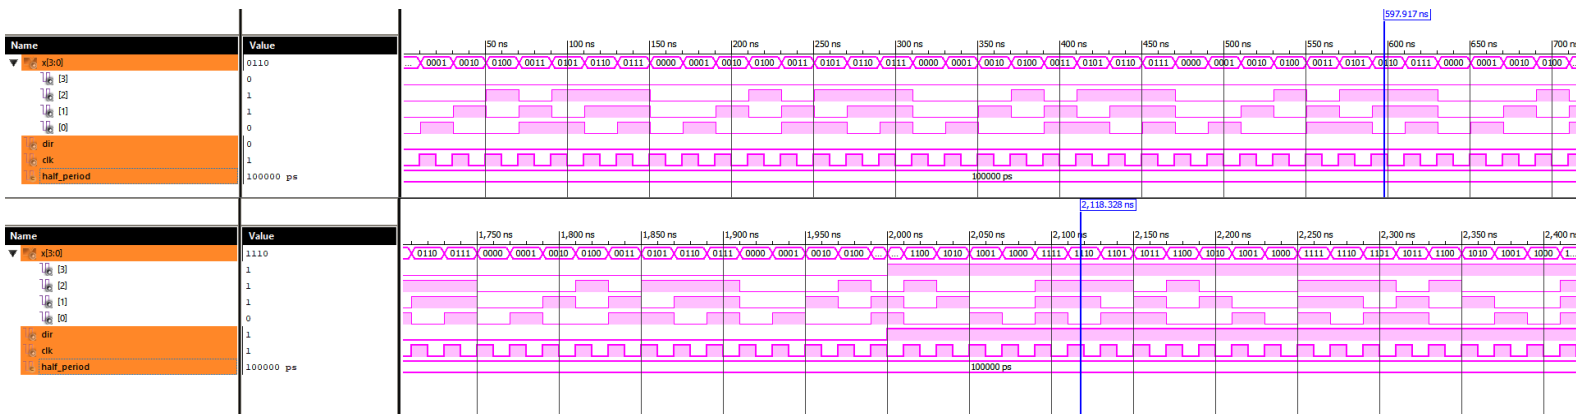 597.917 ns
Name Value 50 ns 100 ns 150 ns 200 ns 250 ns 300 ns 350 ns 400 ns 450 ns 500 ns 550 ns 600 ns 650 ns 700 n
x[3:0] 0110 ... 0001 0010 0100 0011 0101 0110 0111 0000 0001 0010 0100 0011 0101 0110 0111 0000 0001 0010 0100 0011 0101 0110 0111 0000 0001 0010 0100 0011 0101 0110 0111 0000 0001 0010 0100 ...
[3] 0
[2] 1
[1] 1
[0] 0
dir 0
clk 1
half_period 100000 ps 100000 ps
2,118.328 ns
Name Value 1,750 ns 1,800 ns 1,850 ns 1,900 ns 1,950 ns 2,000 ns 2,050 ns 2,100 ns 2,150 ns 2,200 ns 2,250 ns 2,300 ns 2,350 ns 2,400 n
x[3:0] 1110 0110 0111 0000 0001 0010 0100 0011 0101 0110 0111 0000 0001 0010 0100 ... 1100 1010 1001 1000 1111 1110 1101 1011 1100 1010 1001 1000 1111 1110 1101 1011 1100 1010 1001 1000 1...
[3] 1
[2] 1
[1] 1
[0] 0
dir 1
clk 1
half_period 100000 ps 100000 ps